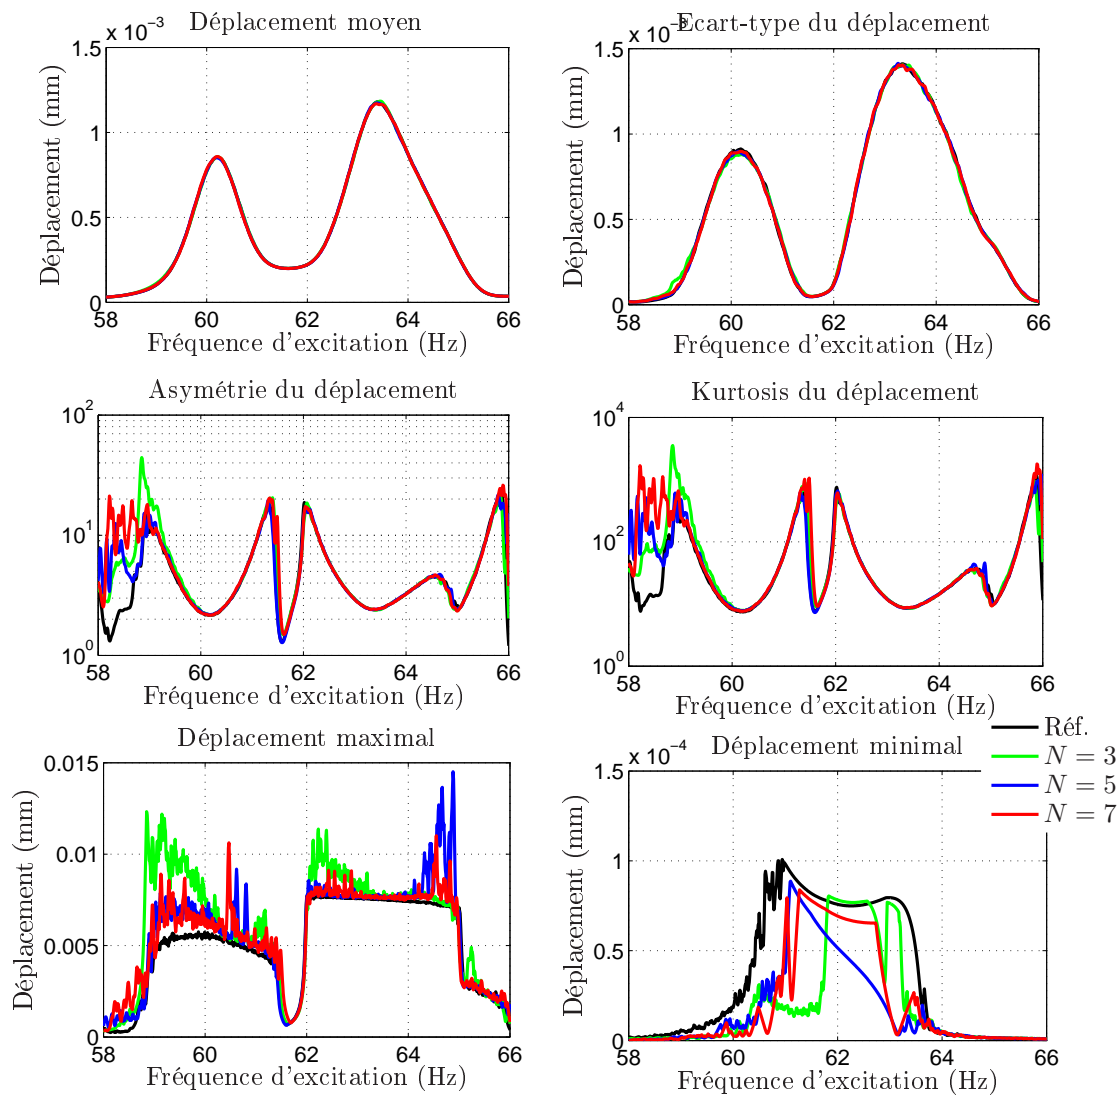 Déplacement moyen
x 10⁻³
1.5
1
0.5
0
Déplacement (mm)
58 60 62 64 66
Fréquence d'excitation (Hz)
Ecart-type du déplacement
x 10⁻³
1.5
1
0.5
0
Déplacement (mm)
58 60 62 64 66
Fréquence d'excitation (Hz)
Asymétrie du déplacement
10²
10¹
10⁰
58 60 62 64 66
Fréquence d'excitation (Hz)
Kurtosis du déplacement
10⁴
10²
10⁰
58 60 62 64 66
Fréquence d'excitation (Hz)
Déplacement maximal
0.015
0.01
0.005
0
Déplacement (mm)
58 60 62 64 66
Fréquence d'excitation (Hz)
Déplacement minimal
x 10⁻⁴
1.5
1
0.5
0
Déplacement (mm)
58 60 62 64 66
Fréquence d'excitation (Hz)
Réf.
N = 3
N = 5
N = 7